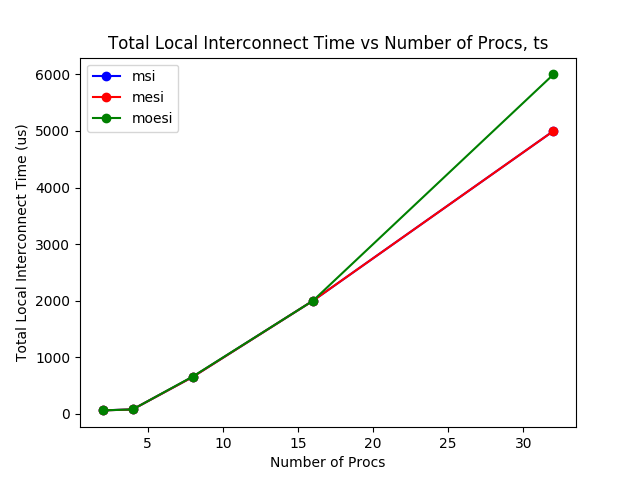 Total Local Interconnect Time vs Number of Procs, ts
msi
mesi
moesi
Total Local Interconnect Time (us)
6000
5000
4000
3000
2000
1000
0
5 10 15 20 25 30
Number of Procs